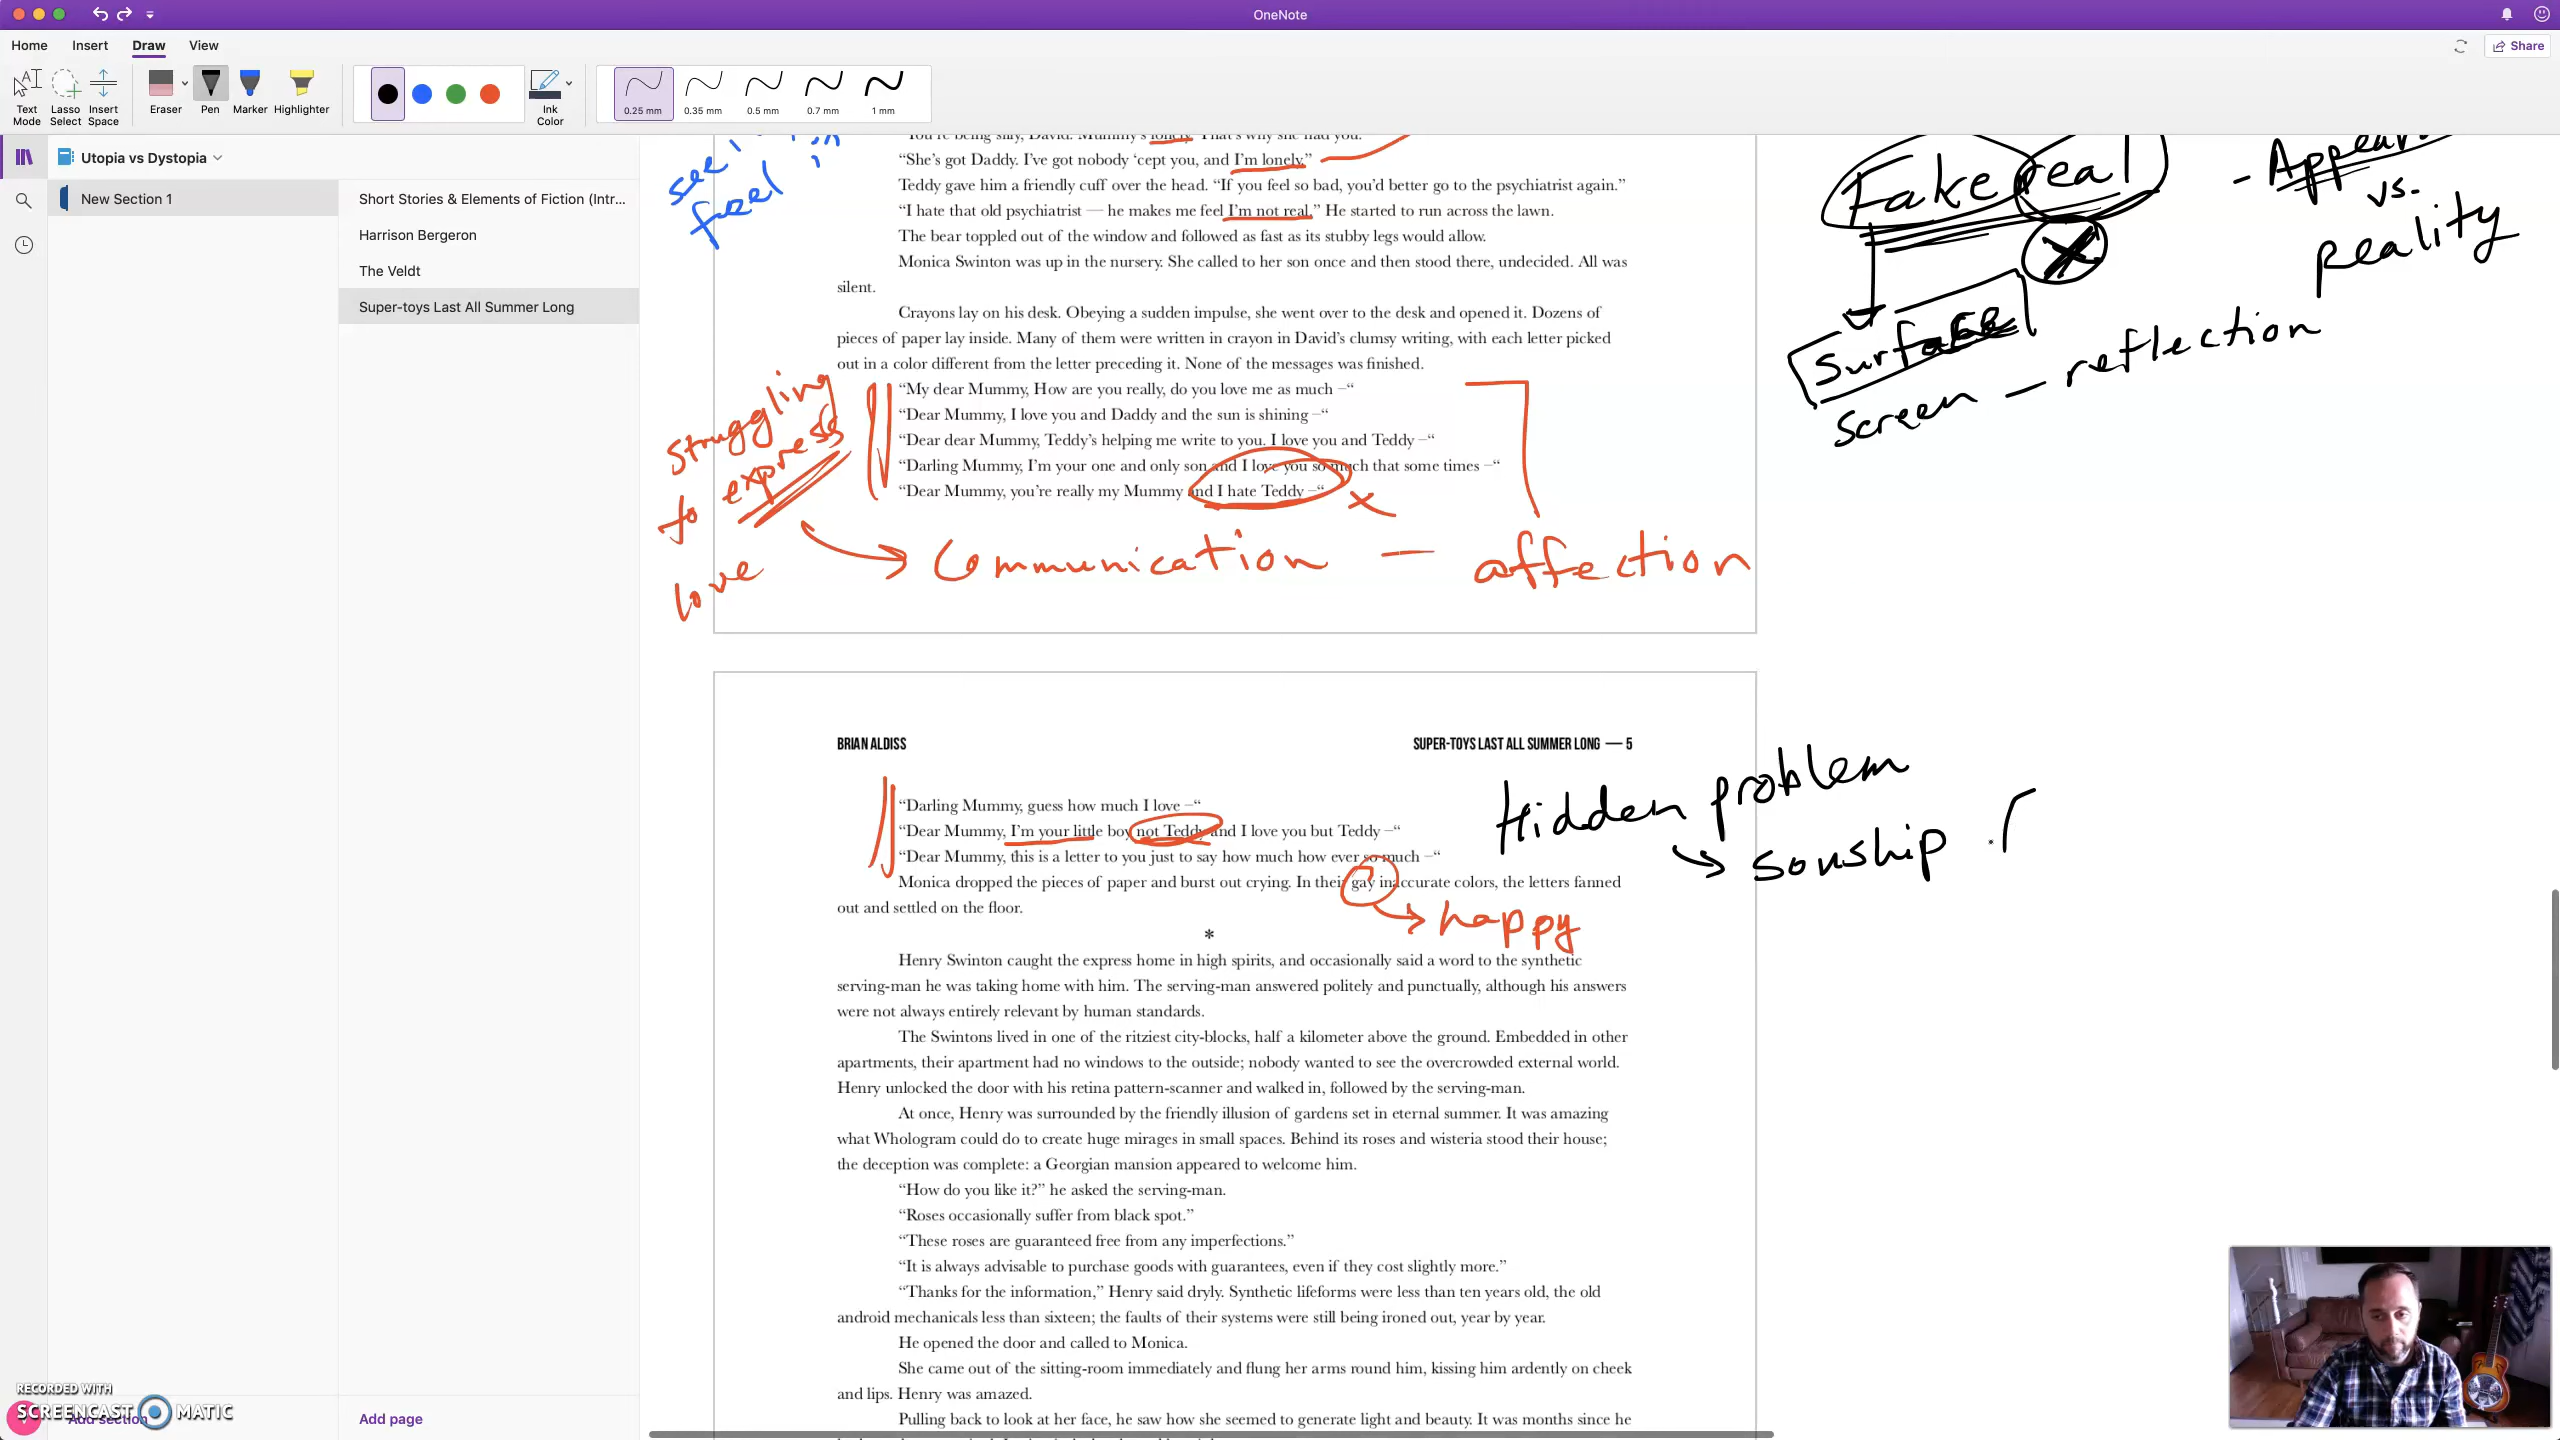 OneNote
Home Insert Draw View
Share
Text Mode
Lasso Select
Insert Space
Eraser
Pen
Marker
Highlighter
Ink Color
0.25 mm
0.35 mm
0.5 mm
0.7 mm
1 mm
Utopia vs Dystopia
New Section 1
Short Stories & Elements of Fiction (Intr...
Harrison Bergeron
The Veldt
Super-toys Last All Summer Long
"You're being silly, David. Mummy's lonely. That's why she had you."
"She's got Daddy. I've got nobody 'cept you, and I'm lonely."
Teddy gave him a friendly cuff over the head. "If you feel so bad, you'd better go to the psychiatrist again."
"I hate that old psychiatrist — he makes me feel I'm not real." He started to run across the lawn.
The bear toppled out of the window and followed as fast as its stubby legs would allow.
Monica Swinton was up in the nursery. She called to her son once and then stood there, undecided. All was
silent.
Crayons lay on his desk. Obeying a sudden impulse, she went over to the desk and opened it. Dozens of
pieces of paper lay inside. Many of them were written in crayon in David's clumsy writing, with each letter picked
out in a color different from the letter preceding it. None of the messages was finished.
"My dear Mummy, How are you really, do you love me as much –"
"Dear Mummy, I love you and Daddy and the sun is shining –"
"Dear dear Mummy, Teddy's helping me write to you. I love you and Teddy –"
"Darling Mummy, I'm your one and only son and I love you so much that some times –"
"Dear Mummy, you're really my Mummy and I hate Teddy –"
see
feel
struggling
to express
love
Communication — affection
Fake real
- Appear
vs.
reality
Surface
Screen — reflection
BRIAN ALDISS
SUPER-TOYS LAST ALL SUMMER LONG — 5
"Darling Mummy, guess how much I love –"
"Dear Mummy, I'm your little boy not Teddy and I love you but Teddy –"
"Dear Mummy, this is a letter to you just to say how much how ever so much –"
Monica dropped the pieces of paper and burst out crying. In their gay inaccurate colors, the letters fanned
out and settled on the floor.
Hidden problem
sonship
happy
*
Henry Swinton caught the express home in high spirits, and occasionally said a word to the synthetic
serving-man he was taking home with him. The serving-man answered politely and punctually, although his answers
were not always entirely relevant by human standards.
The Swintons lived in one of the ritziest city-blocks, half a kilometer above the ground. Embedded in other
apartments, their apartment had no windows to the outside; nobody wanted to see the overcrowded external world.
Henry unlocked the door with his retina pattern-scanner and walked in, followed by the serving-man.
At once, Henry was surrounded by the friendly illusion of gardens set in eternal summer. It was amazing
what Whologram could do to create huge mirages in small spaces. Behind its roses and wisteria stood their house;
the deception was complete: a Georgian mansion appeared to welcome him.
"How do you like it?" he asked the serving-man.
"Roses occasionally suffer from black spot."
"These roses are guaranteed free from any imperfections."
"It is always advisable to purchase goods with guarantees, even if they cost slightly more."
"Thanks for the information," Henry said dryly. Synthetic lifeforms were less than ten years old, the old
android mechanicals less than sixteen; the faults of their systems were still being ironed out, year by year.
He opened the door and called to Monica.
She came out of the sitting-room immediately and flung her arms round him, kissing him ardently on cheek
and lips. Henry was amazed.
Pulling back to look at her face, he saw how she seemed to generate light and beauty. It was months since he
RECORDED WITH
SCREENCAST MATIC
Add section
Add page